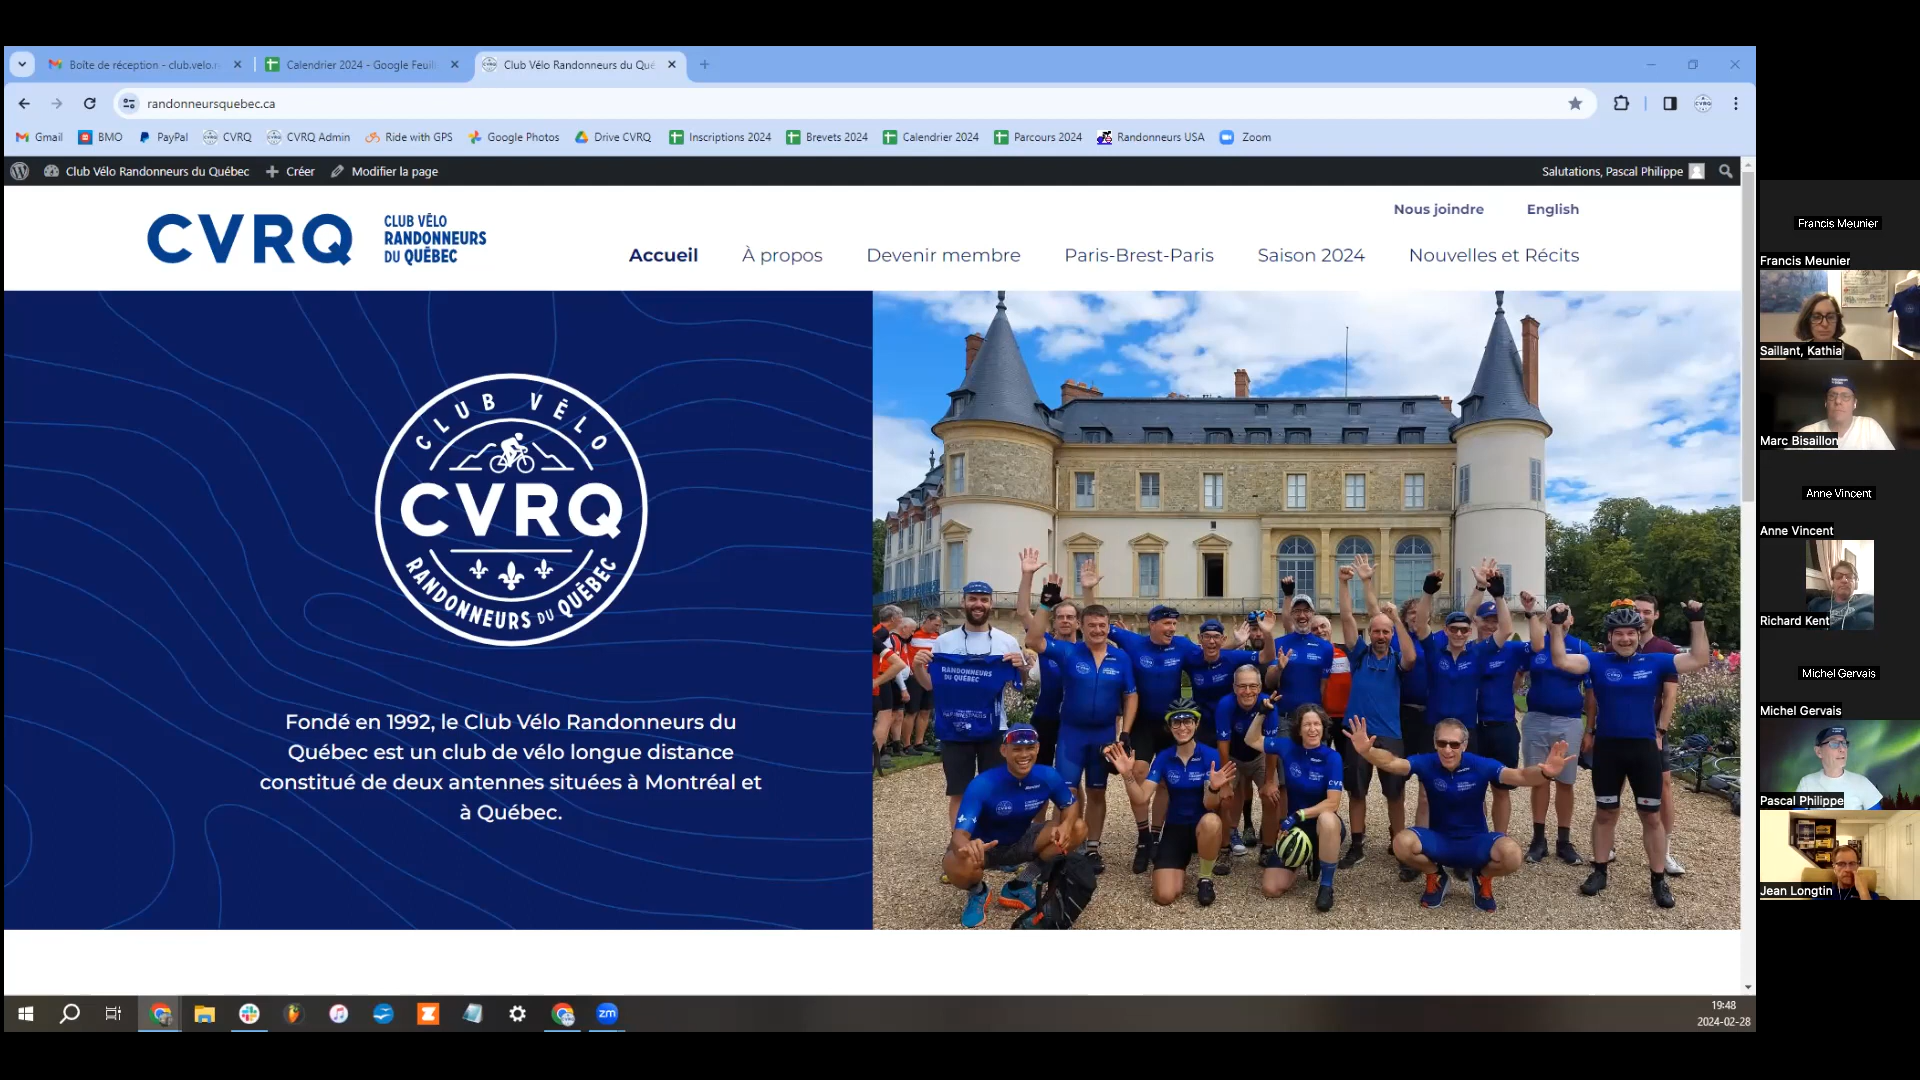 Boîte de réception - club.velo.r
Calendrier 2024 - Google Feuill
Club Vélo Randonneurs du Qué
randonneursquebec.ca
Gmail
BMO
PayPal
CVRQ
CVRQ Admin
Ride with GPS
Google Photos
Drive CVRQ
Inscriptions 2024
Brevets 2024
Calendrier 2024
Parcours 2024
Randonneurs USA
Zoom
Club Vélo Randonneurs du Québec
Créer
Modifier la page
Salutations, Pascal Philippe
Nous joindre
English
CVRQ
CLUB VÉLO
RANDONNEURS
DU QUÉBEC
Accueil
À propos
Devenir membre
Paris-Brest-Paris
Saison 2024
Nouvelles et Récits
CLUB VÉLO
CVRQ
RANDONNEURS DU QUÉBEC
Fondé en 1992, le Club Vélo Randonneurs du
Québec est un club de vélo longue distance
constitué de deux antennes situées à Montréal et
à Québec.
RANDONNEURS
DU QUÉBEC
Francis Meunier
Francis Meunier
Saillant, Kathia
Marc Bisaillon
Anne Vincent
Anne Vincent
Richard Kent
Michel Gervais
Michel Gervais
Pascal Philippe
Jean Longtin
zm
19:48
2024-02-28